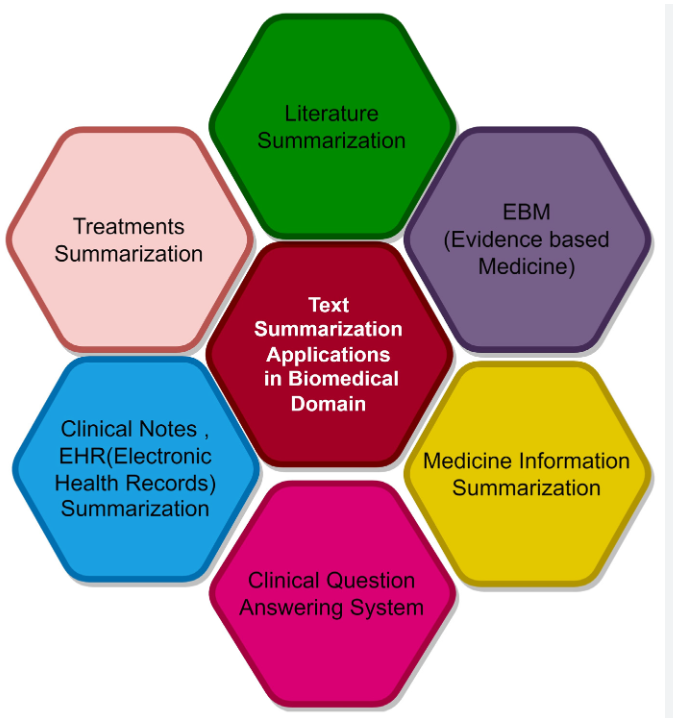 Literature
Summarization
Treatments
Summarization
EBM
(Evidence based
Medicine)
Text
Summarization
Applications
in Biomedical
Domain
Clinical Notes ,
EHR(Electronic
Health Records)
Summarization
Medicine Information
Summarization
Clinical Question
Answering System